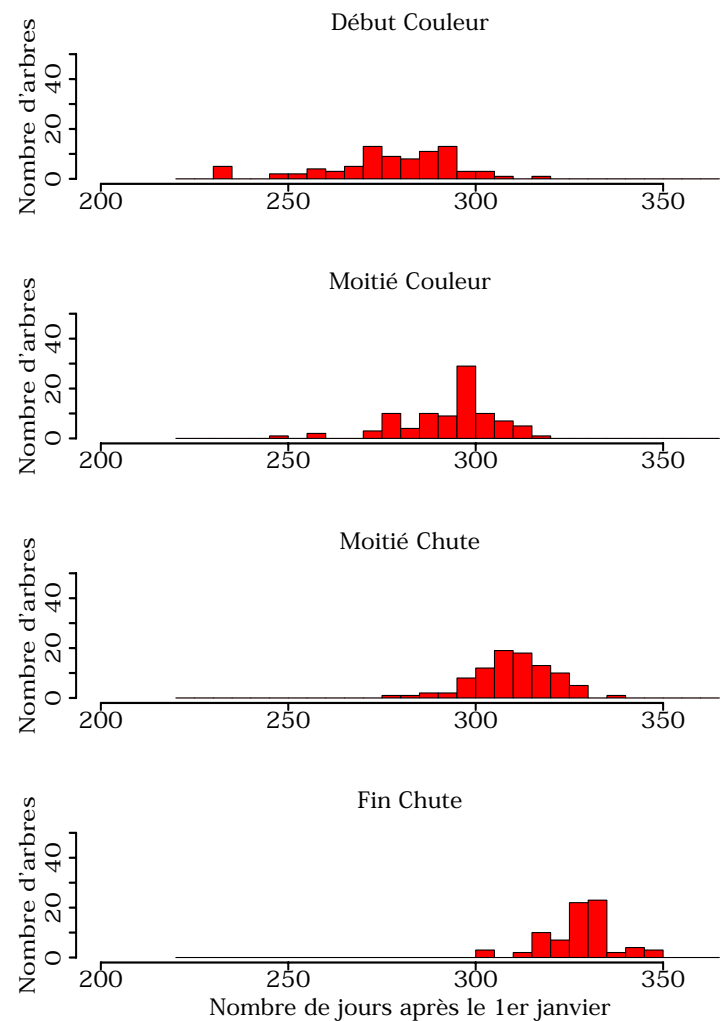 Début Couleur
Nombre d'arbres
0 20 40
200 250 300 350
Moitié Couleur
Nombre d'arbres
0 20 40
200 250 300 350
Moitié Chute
Nombre d'arbres
0 20 40
200 250 300 350
Fin Chute
Nombre d'arbres
0 20 40
200 250 300 350
Nombre de jours après le 1er janvier